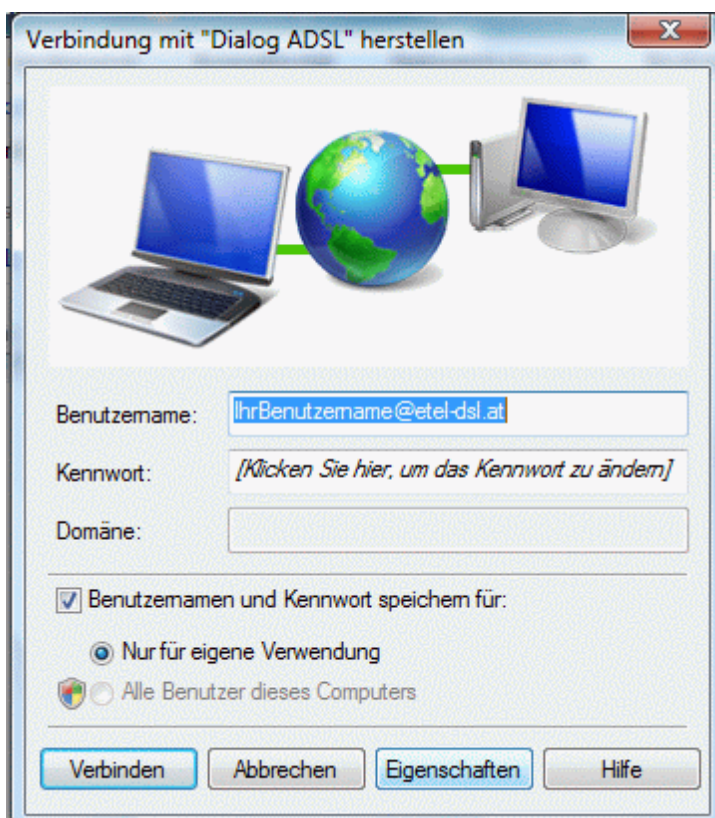 Verbindung mit "Dialog ADSL" herstellen
Benutzername: IhrBenutzername@etel-dsl.at
Kennwort: [Klicken Sie hier, um das Kennwort zu ändern]
Domäne:
Benutzernamen und Kennwort speichern für:
Nur für eigene Verwendung
Alle Benutzer dieses Computers
Verbinden Abbrechen Eigenschaften Hilfe